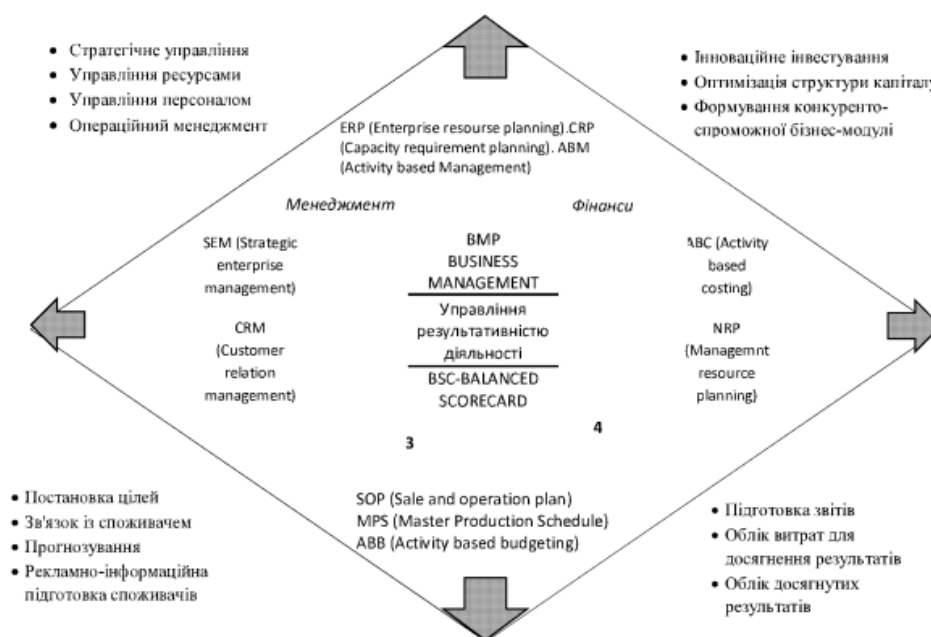 • Стратегічне управління
• Управління ресурсами
• Управління персоналом
• Операційний менеджмент
• Інноваційне інвестування
• Оптимізація структури капіталу
• Формування конкуренто-
спроможної бізнес-модулі
ERP (Enterprise resourse planning).CRP
(Capacity requirement planning). ABM
(Activity based Management)
Менеджмент
Фінанси
SEM (Strategic
enterprise
management)
CRM
(Customer
relation
management)
BMP
BUSINESS
MANAGEMENT
Управління
результативністю
діяльності
BSC-BALANCED
SCORECARD
ABC (Activity
based
costing)
NRP
(Managemnt
resource
planning)
3
4
SOP (Sale and operation plan)
MPS (Master Production Schedule)
ABB (Activity based budgeting)
• Постановка цілей
• Зв'язок із споживачем
• Прогнозування
• Рекламно-інформаційна
підготовка споживачів
• Підготовка звітів
• Облік витрат для
досягнення результатів
• Облік досягнутих
результатів